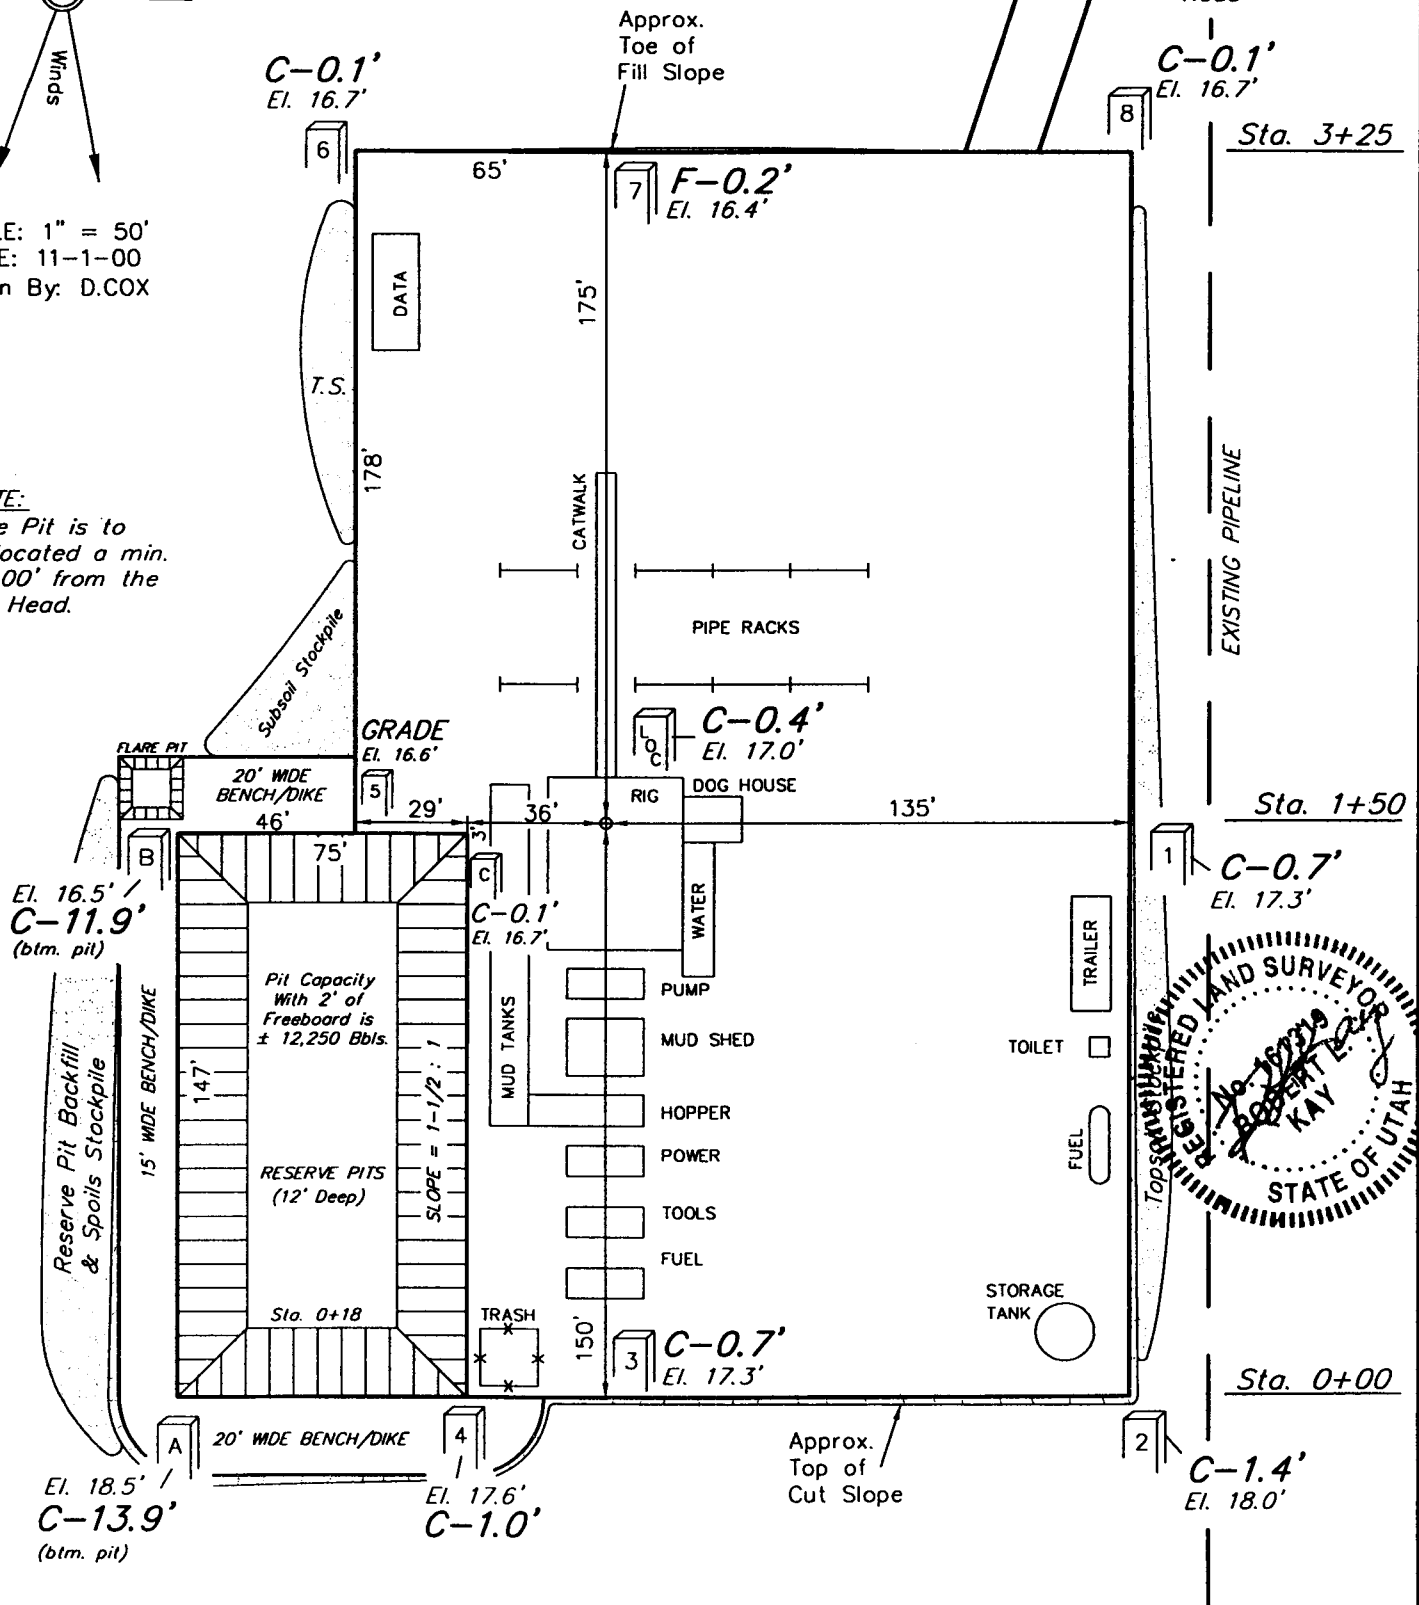 Approx.
Toe of
Fill Slope
Winds
C-0.1'
El. 16.7'
6
C-0.1'
El. 16.7'
8
Sta. 3+25
65'
7
F-0.2'
El. 16.4'
E: 1" = 50'
E: 11-1-00
n By: D.COX
DATA
175'
T.S.
178'
CATWALK
EXISTING PIPELINE
TE:
e Pit is to
ocated a min.
00' from the
Head.
PIPE RACKS
Subsoil Stockpile
GRADE
El. 16.6'
LOC
C-0.4'
El. 17.0'
FLARE PIT
20' WIDE
BENCH/DIKE
5
RIG
DOG HOUSE
46'
29'
36'
135'
Sta. 1+50
3'
B
75'
C
1
C-0.7'
El. 17.3'
El. 16.5'
C-11.9'
(btm. pit)
C-0.1'
El. 16.7'
WATER
TRAILER
Pit Capacity
With 2' of
Freeboard is
± 12,250 Bbls.
PUMP
MUD TANKS
MUD SHED
TOILET
HOPPER
POWER
FUEL
TOOLS
FUEL
Reserve Pit Backfill
& Spoils Stockpile
15' WIDE BENCH/DIKE
147'
SLOPE = 1-1/2 : 1
RESERVE PITS
(12' Deep)
Topsoil Stockpile
REGISTERED LAND SURVEYOR
No. 161319
ROBERT L.
KAY
STATE OF UTAH
Sta. 0+18
TRASH
STORAGE
TANK
150'
3
C-0.7'
El. 17.3'
Sta. 0+00
A
20' WIDE BENCH/DIKE
4
2
El. 18.5'
C-13.9'
(btm. pit)
El. 17.6'
C-1.0'
Approx.
Top of
Cut Slope
C-1.4'
El. 18.0'